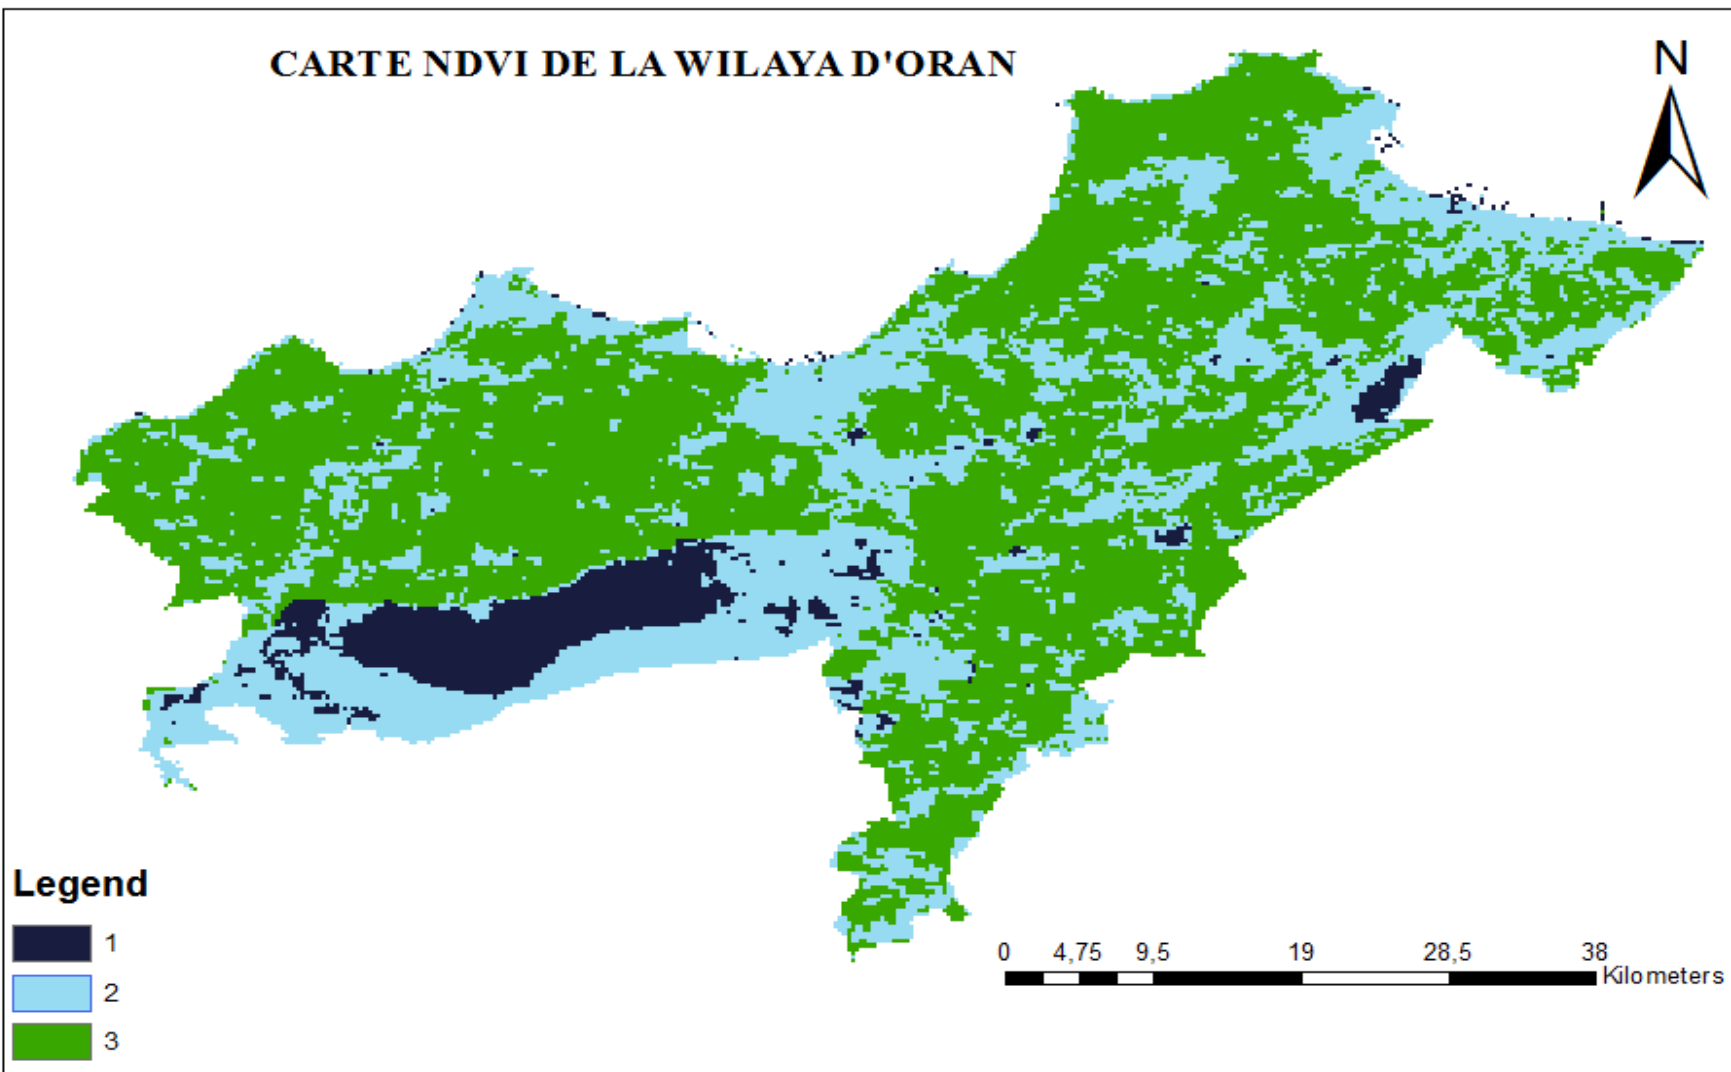 CARTE NDVI DE LA WILAYA D'ORAN
N
Legend
1
2
3
0 4,75 9,5 19 28,5 38
Kilometers